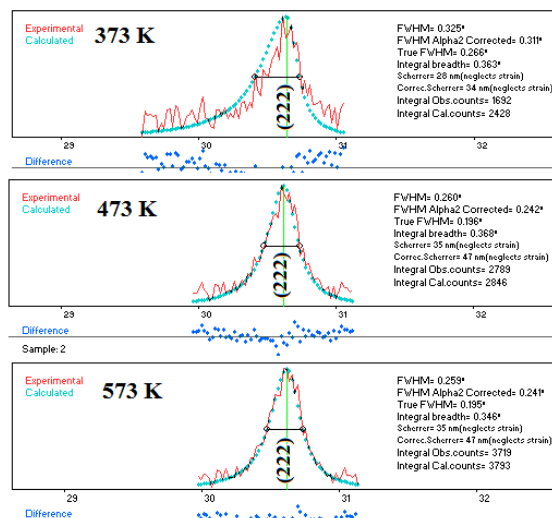 Experimental
Calculated
373 K
FWHM= 0.325°
FWHM Alpha2 Corrected= 0.311°
True FWHM= 0.266°
Integral breadth= 0.363°
Scherrer= 28 nm(neglects strain)
Correc.Scherrer= 34 nm(neglects strain)
Integral Obs.counts= 1692
Integral Cal.counts= 2428
(222)
29 30 31 32
Difference
Experimental
Calculated
473 K
FWHM= 0.260°
FWHM Alpha2 Corrected= 0.242°
True FWHM= 0.196°
Integral breadth= 0.368°
Scherrer= 35 nm(neglects strain)
Correc.Scherrer= 47 nm(neglects strain)
Integral Obs.counts= 2789
Integral Cal.counts= 2846
(222)
29 30 31 32
Difference
Sample: 2
Experimental
Calculated
573 K
FWHM= 0.259°
FWHM Alpha2 Corrected= 0.241°
True FWHM= 0.195°
Integral breadth= 0.346°
Scherrer= 35 nm(neglects strain)
Correc.Scherrer= 47 nm(neglects strain)
Integral Obs.counts= 3719
Integral Cal.counts= 3793
(222)
29 30 31 32
Difference